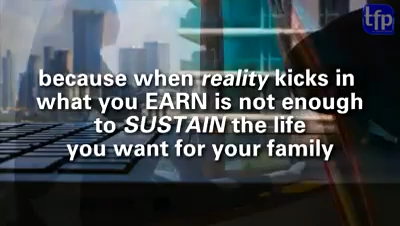 tfp
because when reality kicks in
what you EARN is not enough
to SUSTAIN the life
you want for your family